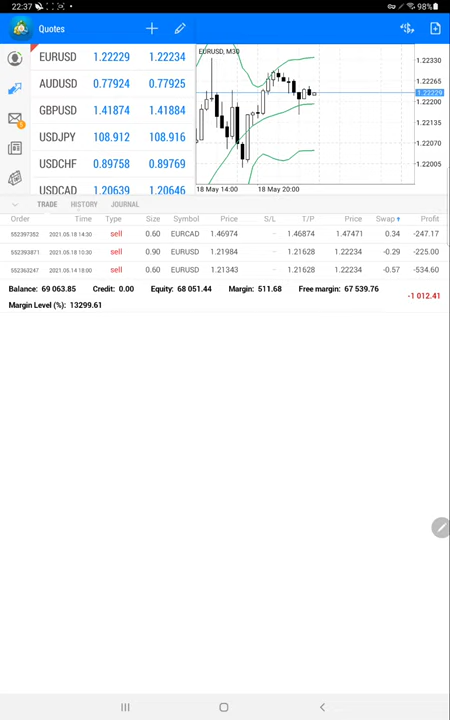 22:37
98%
Quotes
EURUSD 1.22229 1.22234
AUDUSD 0.77924 0.77925
GBPUSD 1.41874 1.41884
USDJPY 108.912 108.916
USDCHF 0.89758 0.89769
USDCAD 1.20639 1.20646
EURUSD, M30
1.22330
1.22265
1.22229
1.22200
1.22135
1.22070
1.22005
18 May 14:00 18 May 20:00
TRADE HISTORY JOURNAL
Order Time Type Size Symbol Price S/L T/P Price Swap Profit
552397352 2021.05.18 14:30 sell 0.60 EURCAD 1.46974 - 1.46874 1.47471 0.34 -247.17
552393871 2021.05.18 10:30 sell 0.90 EURUSD 1.21984 - 1.21628 1.22234 -0.29 -225.00
552363247 2021.05.14 18:00 sell 0.60 EURUSD 1.21343 - 1.21628 1.22234 -0.57 -534.60
Balance: 69 063.85 Credit: 0.00 Equity: 68 051.44 Margin: 511.68 Free margin: 67 539.76
Margin Level (%): 13299.61
-1 012.41